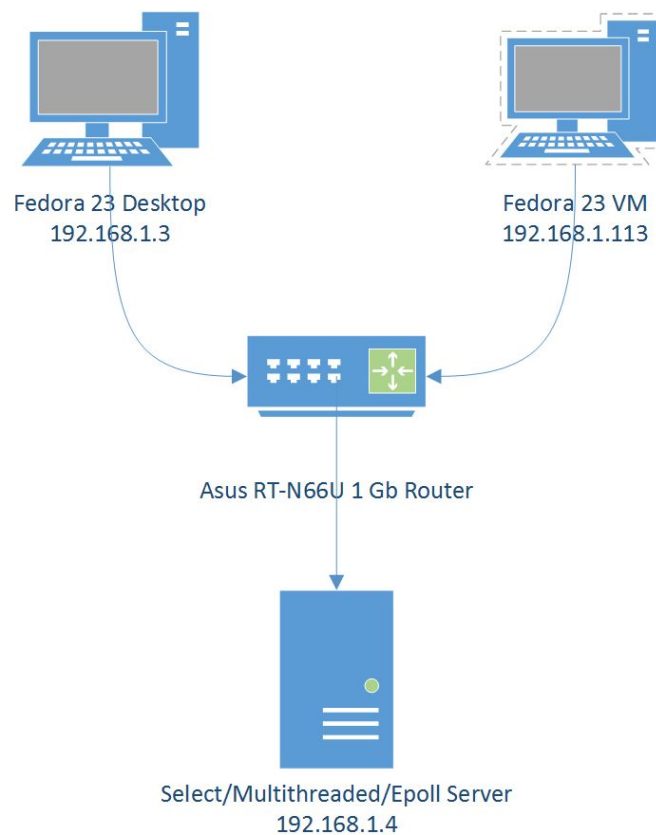 Fedora 23 Desktop
192.168.1.3
Fedora 23 VM
192.168.1.113
Asus RT-N66U 1 Gb Router
Select/Multithreaded/Epoll Server
192.168.1.4